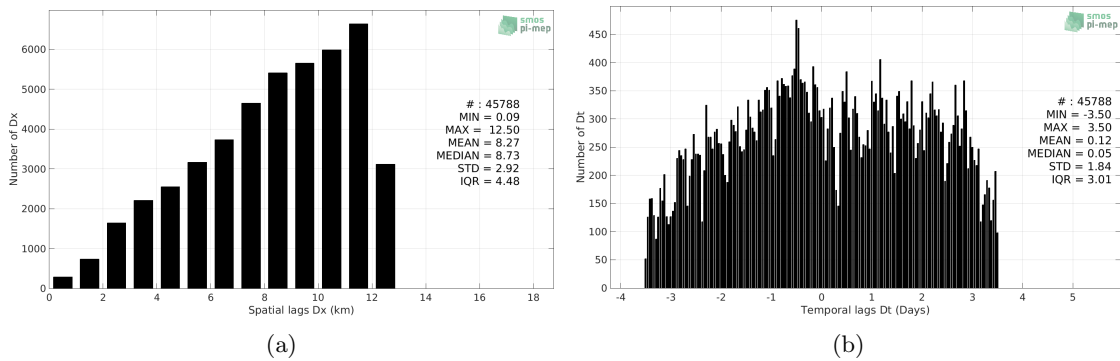 smos
pi-mep
Number of Dx
6000
5000
4000
3000
2000
1000
0
# : 45788
MIN = 0.09
MAX = 12.50
MEAN = 8.27
MEDIAN = 8.73
STD = 2.92
IQR = 4.48
0 2 4 6 8 10 12 14 16 18
Spatial lags Dx (km)
(a)
smos
pi-mep
Number of Dt
450
400
350
300
250
200
150
100
50
0
# : 45788
MIN = -3.50
MAX = 3.50
MEAN = 0.12
MEDIAN = 0.05
STD = 1.84
IQR = 3.01
-4 -3 -2 -1 0 1 2 3 4 5
Temporal lags Dt (Days)
(b)